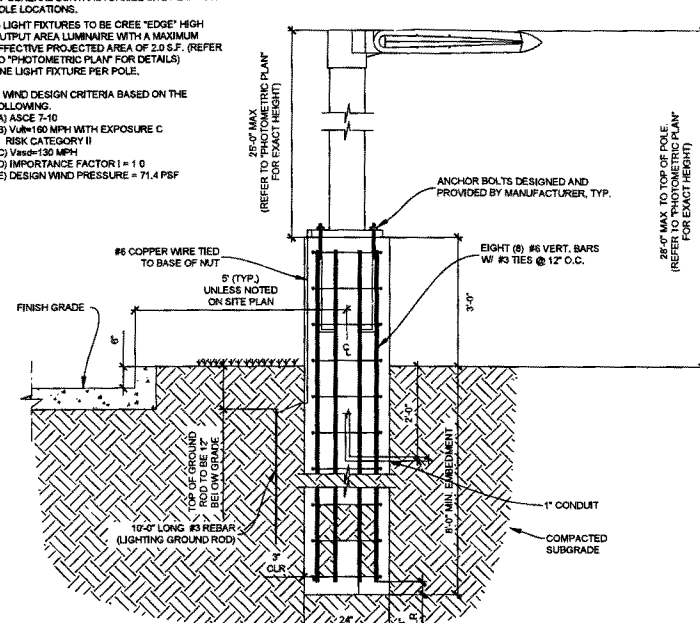 OLE LOCATIONS.
LIGHT FIXTURES TO BE CREE "EDGE" HIGH
UTPUT AREA LUMINAIRE WITH A MAXIMUM
FFECTIVE PROJECTED AREA OF 2.0 S.F. (REFER
O "PHOTOMETRIC PLAN" FOR DETAILS)
NE LIGHT FIXTURE PER POLE.
WIND DESIGN CRITERIA BASED ON THE
OLLOWING.
A) ASCE 7-10
B) Vult=160 MPH WITH EXPOSURE C
RISK CATEGORY II
C) Vasd=130 MPH
D) IMPORTANCE FACTOR I = 1 0
E) DESIGN WIND PRESSURE = 71.4 PSF
25'-0" MAX
(REFER TO "PHOTOMETRIC PLAN"
FOR EXACT HEIGHT)
28'-0" MAX TO TOP OF POLE.
(REFER TO "PHOTOMETRIC PLAN"
FOR EXACT HEIGHT)
ANCHOR BOLTS DESIGNED AND
PROVIDED BY MANUFACTURER, TYP.
#6 COPPER WIRE TIED
TO BASE OF NUT
EIGHT (8) #6 VERT. BARS
W/ #3 TIES @ 12" O.C.
5' (TYP.)
UNLESS NOTED
ON SITE PLAN
3'-0"
FINISH GRADE
6"
CL
2'-0"
TOP OF GROUND
ROD TO BE 12"
BELOW GRADE
8'-0" MIN. EMBEDMENT
1" CONDUIT
10'-0" LONG #3 REBAR
(LIGHTING GROUND ROD)
COMPACTED
SUBGRADE
3"
CLR
24"